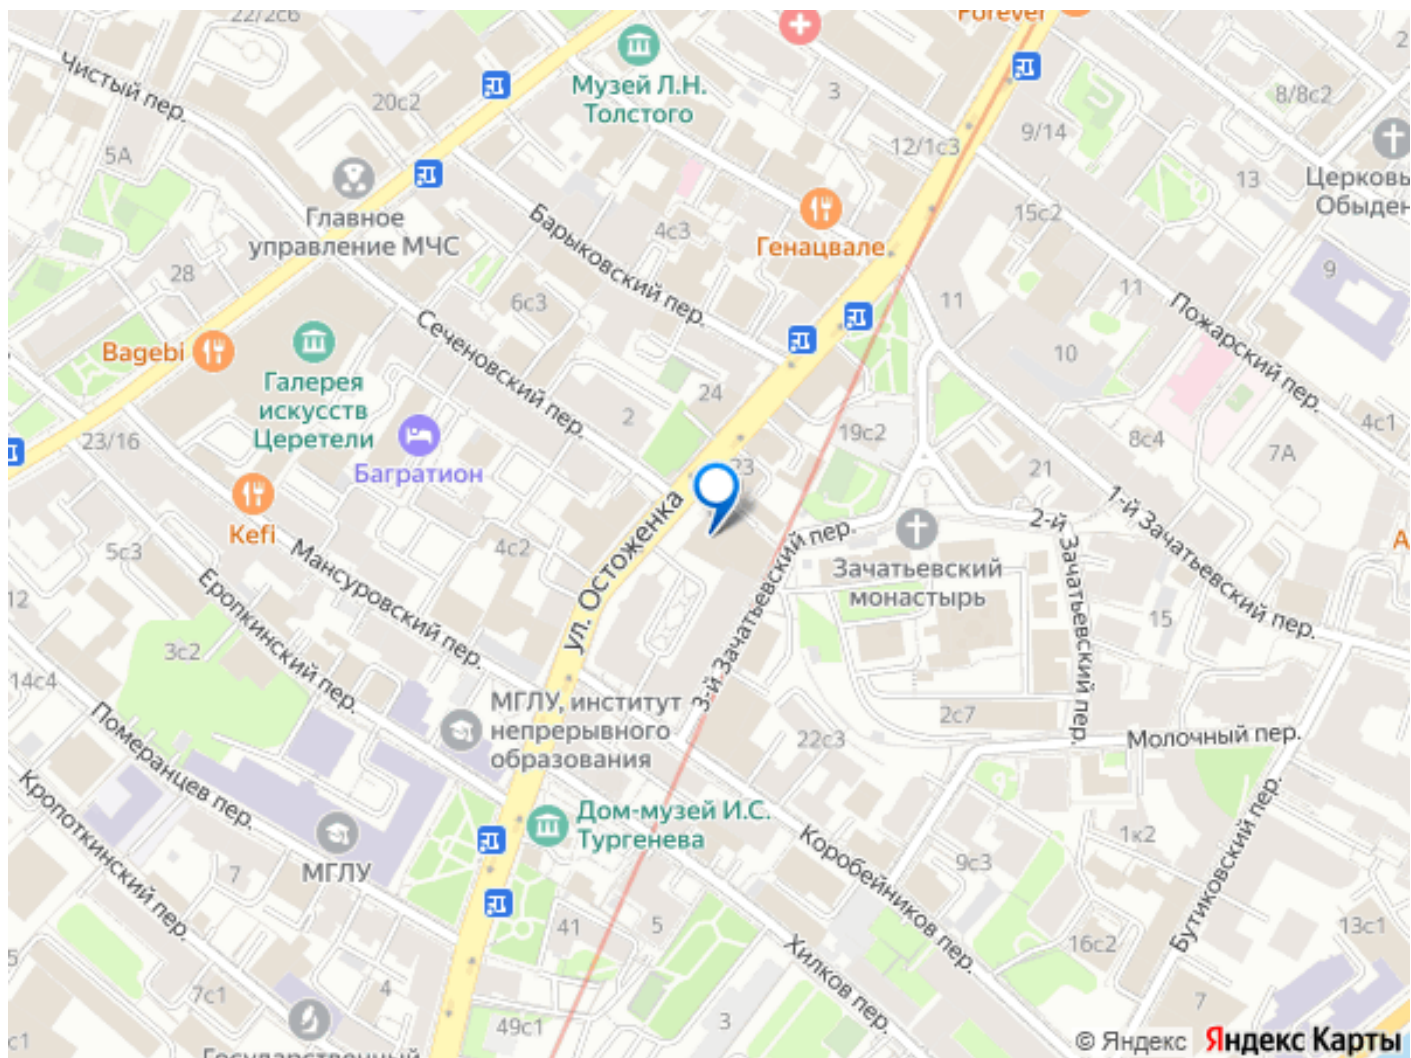 22/2с6
Forever
Чистый пер.
Музей Л.Н.
Толстого
3
2
20с2
8/8с2
9/14
12/1с3
5А
Церковь
Обыден
13
15с2
Главное
управление МЧС
Барыковский пер.
4с3
Генацвале
28
6с3
11
11
9
Пожарский пер.
Сеченовский пер.
Bagebi
Галерея
искусств
Церетели
10
24
2
4с1
23/16
Багратион
19с2
8с4
7А
23
21
Kefi
1-й Зачатьевский пер.
2-й Зачатьевский пер.
ул. Остоженка
5с3
4с2
Мансуровский пер.
Еропкинский пер.
Зачатьевский
монастырь
12
15
3-й Зачатьевский пер.
3с2
14с4
МГЛУ, институт
непрерывного
образования
2с7
22с3
Молочный пер.
Померанцев пер.
Кропоткинский пер.
Дом-музей И.С.
Тургенева
1к2
МГЛУ
7
9с3
Коробейников пер.
Бутиковский пер.
41
5
13с1
16с2
Хилков пер.
5
7с1
4
7
49с1
3
Государственный
© Яндекс Яндекс Карты